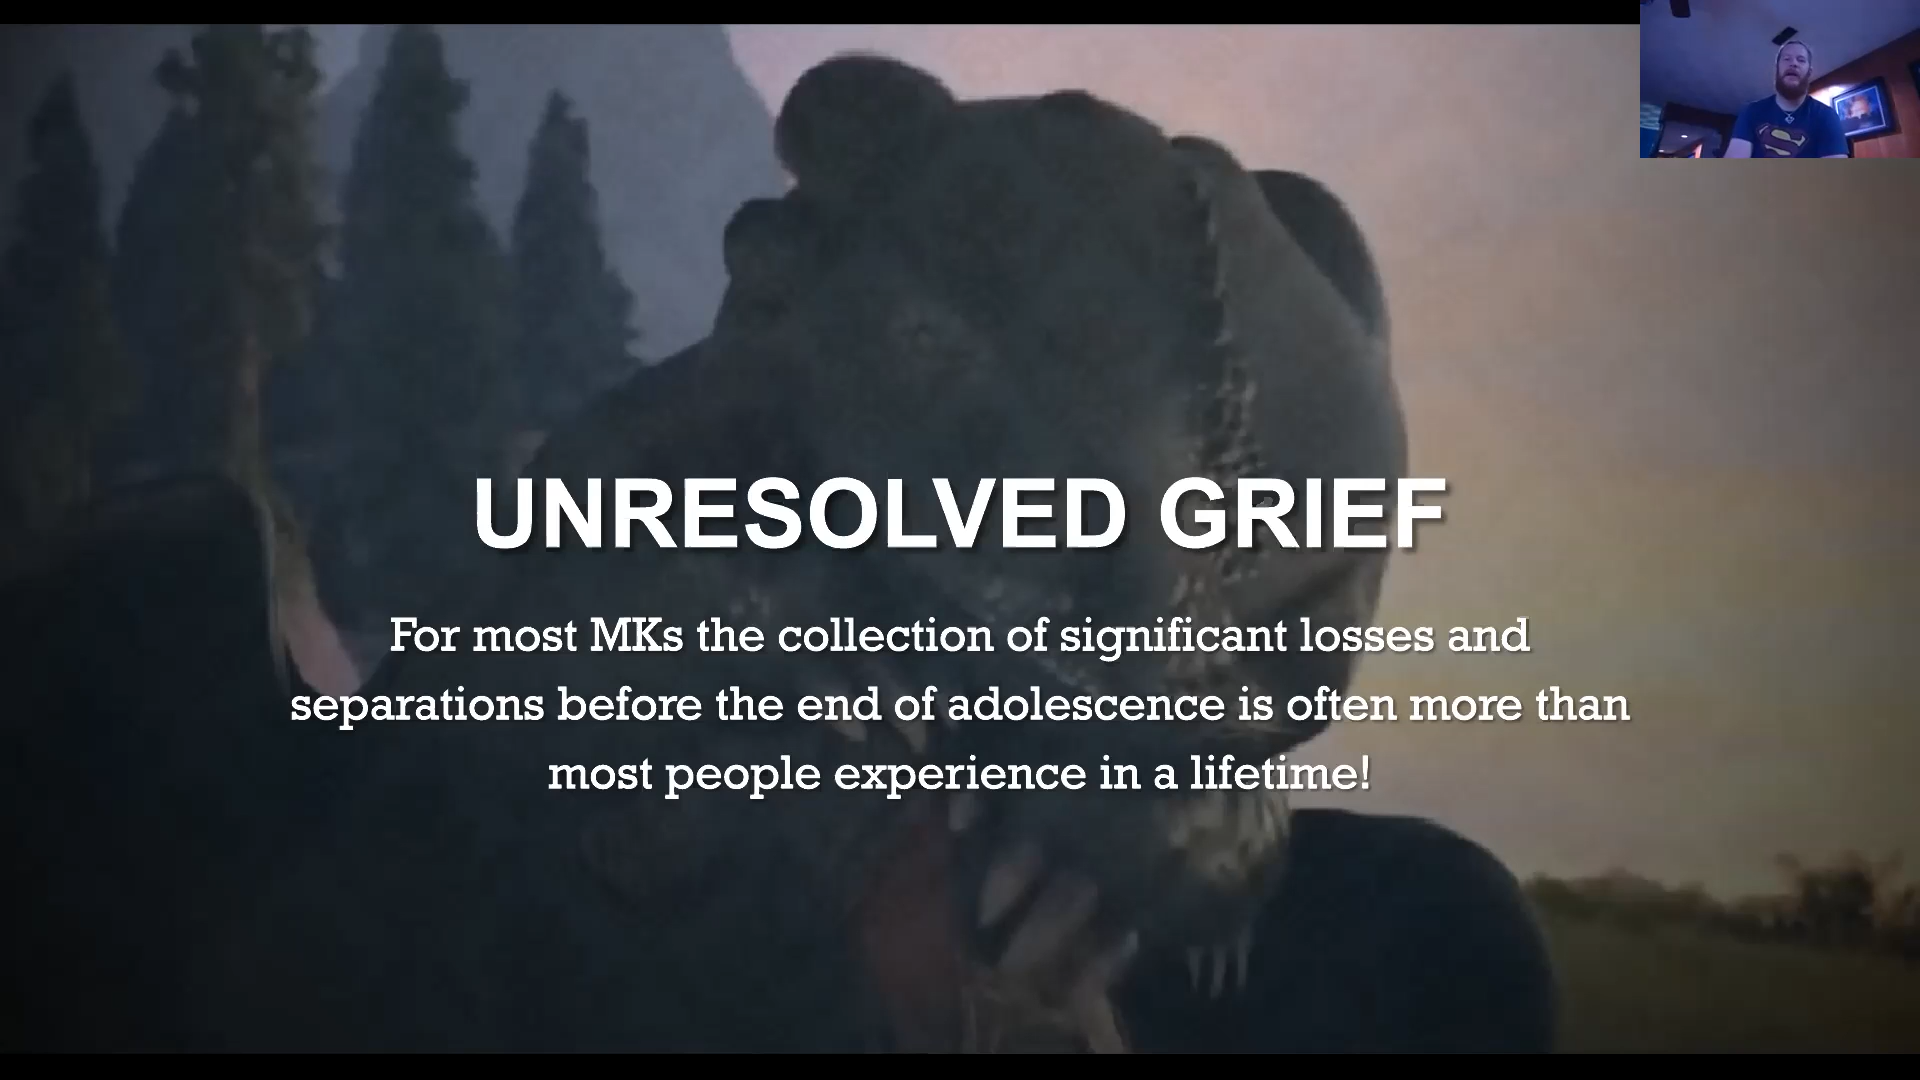 UNRESOLVED GRIEF
For most MKs the collection of significant losses and
separations before the end of adolescence is often more than
most people experience in a lifetime!